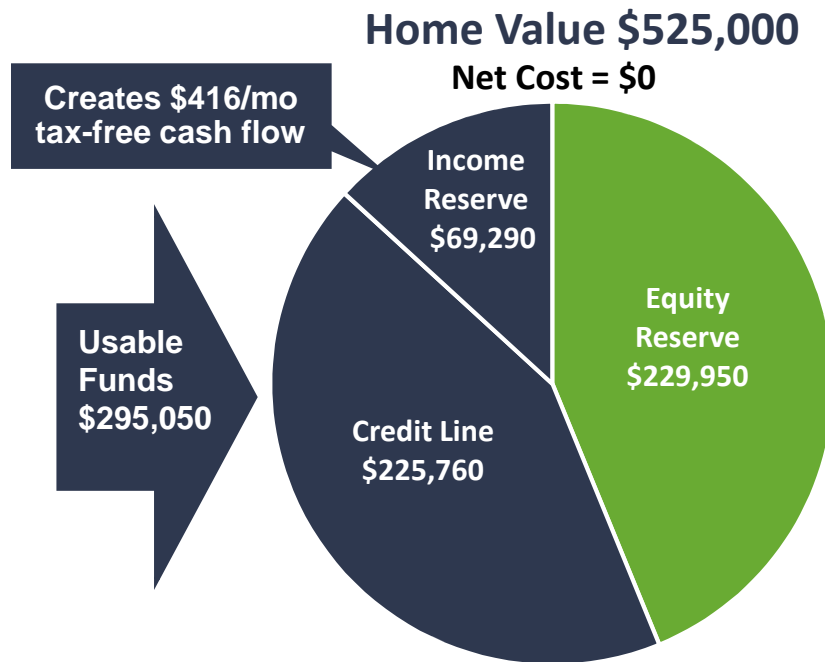 Home Value $525,000
Net Cost = $0
Creates $416/mo
tax-free cash flow
Income
Reserve
$69,290
Equity
Reserve
$229,950
Usable
Funds
$295,050
Credit Line
$225,760